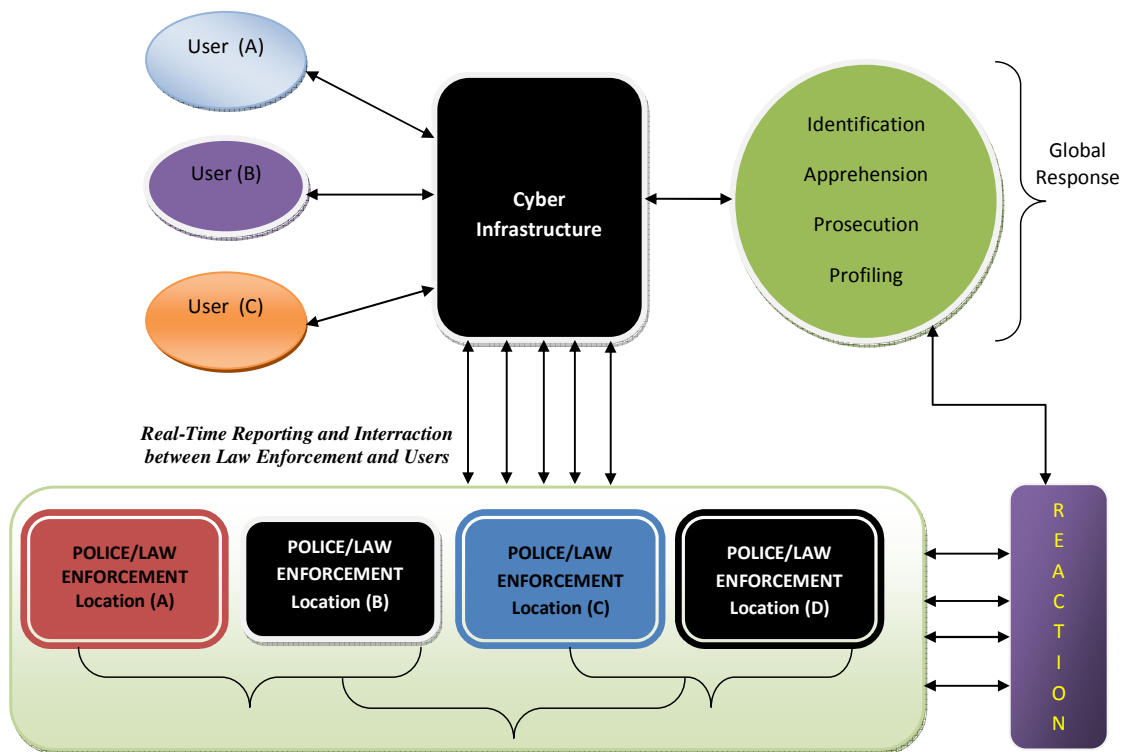 User (A)
User (B)
User (C)
Cyber
Infrastructure
Identification
Apprehension
Prosecution
Profiling
Global
Response
Real-Time Reporting and Interraction
between Law Enforcement and Users
POLICE/LAW
ENFORCEMENT
Location (A)
POLICE/LAW
ENFORCEMENT
Location (B)
POLICE/LAW
ENFORCEMENT
Location (C)
POLICE/LAW
ENFORCEMENT
Location (D)
R
E
A
C
T
I
O
N